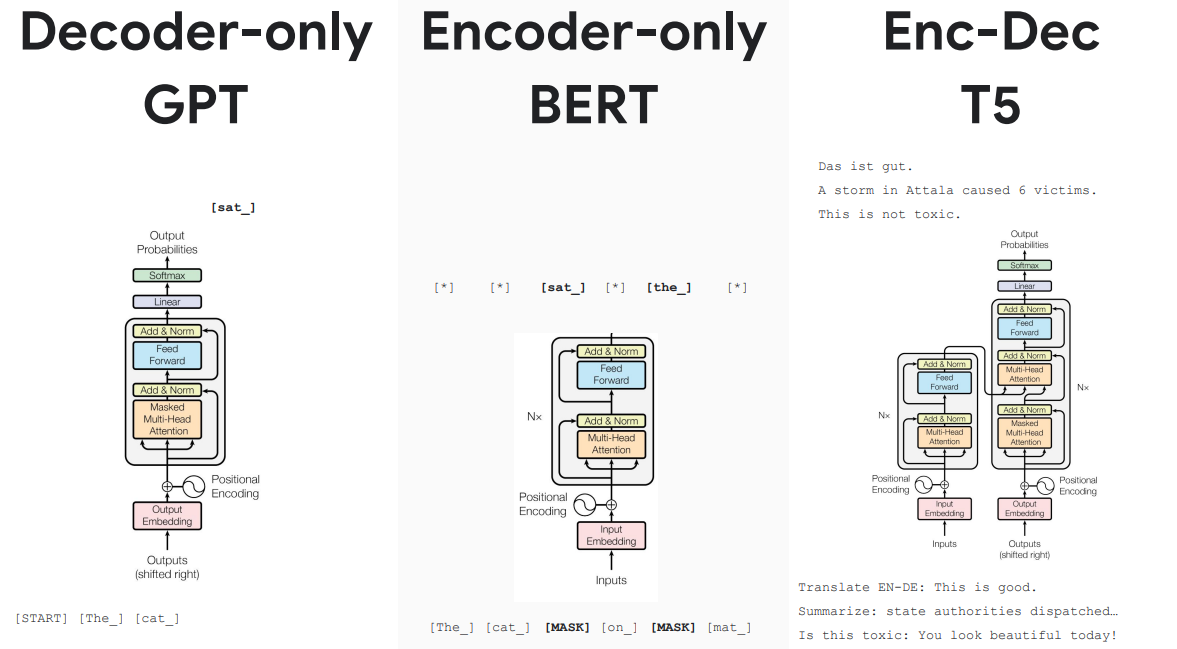 Decoder-only
GPT
[sat_]
Output
Probabilities
Softmax
Linear
Add & Norm
Feed
Forward
Add & Norm
Masked
Multi-Head
Attention
Positional
Encoding
Output
Embedding
Outputs
(shifted right)
[START] [The_] [cat_]
Encoder-only
BERT
[*] [*] [sat_] [*] [the_] [*]
Add & Norm
Feed
Forward
N×
Add & Norm
Multi-Head
Attention
Positional
Encoding
Input
Embedding
Inputs
[The_] [cat_] [MASK] [on_] [MASK] [mat_]
Enc-Dec
T5
Das ist gut.
A storm in Attala caused 6 victims.
This is not toxic.
Output
Probabilities
Softmax
Linear
Add & Norm
Feed
Forward
Add & Norm
Multi-Head
Attention
N×
Add & Norm
Masked
Multi-Head
Attention
Add & Norm
Feed
Forward
N×
Add & Norm
Multi-Head
Attention
Positional
Encoding
Positional
Encoding
Input
Embedding
Output
Embedding
Inputs
Outputs
(shifted right)
Translate EN-DE: This is good.
Summarize: state authorities dispatched…
Is this toxic: You look beautiful today!